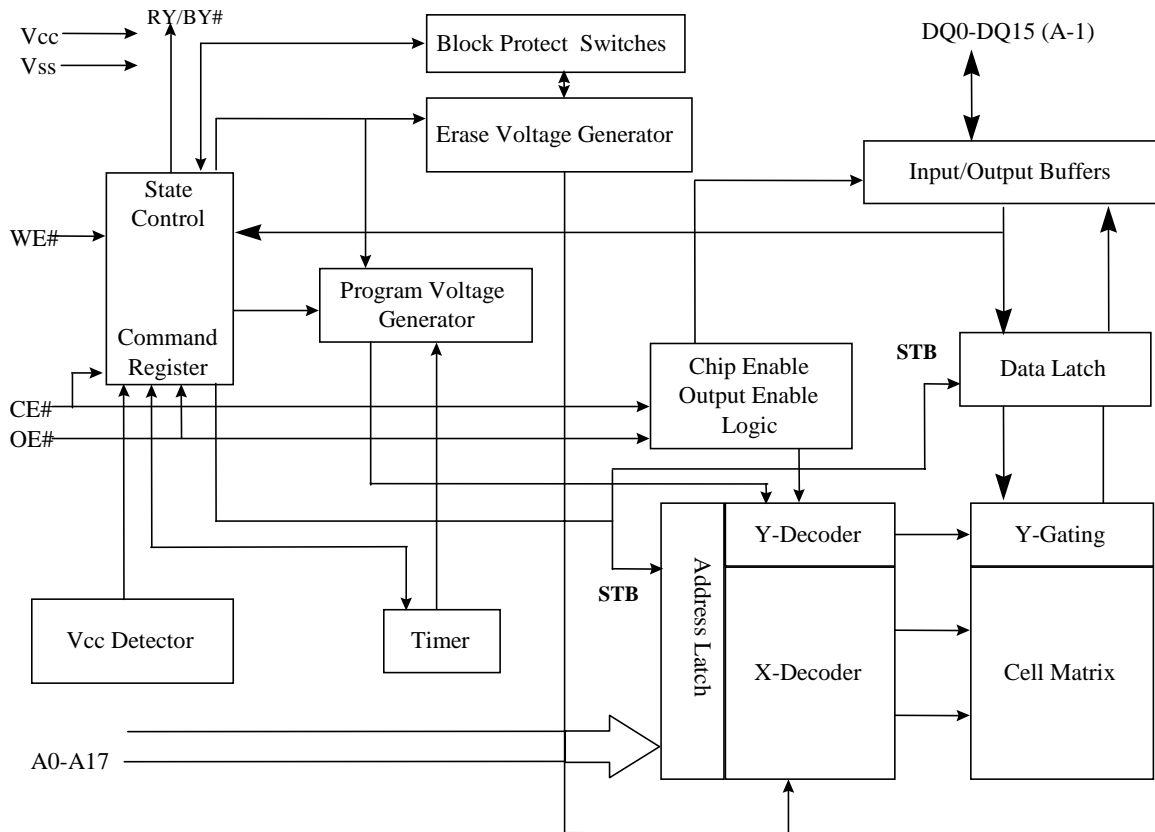 RY/BY#
Vcc
Vss
Block Protect Switches
DQ0-DQ15 (A-1)
Erase Voltage Generator
Input/Output Buffers
State
Control
WE#
Program Voltage
Generator
Command
Register
STB
Chip Enable
Output Enable
Logic
Data Latch
CE#
OE#
Y-Decoder
Y-Gating
Address Latch
STB
Vcc Detector
Timer
X-Decoder
Cell Matrix
A0-A17